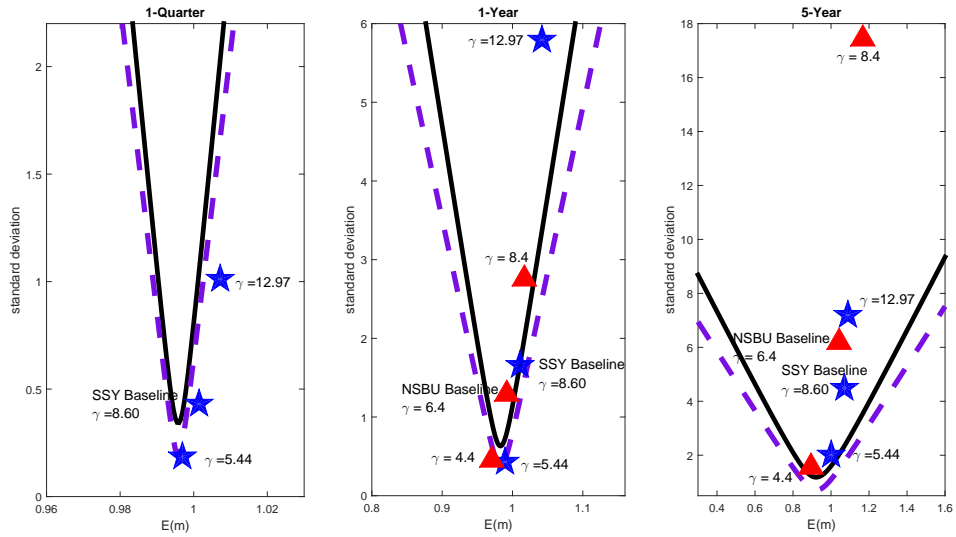 1-Quarter
standard deviation
2
1.5
1
0.5
0
γ =12.97
SSY Baseline
γ=8.60
γ=5.44
0.96
0.98
1
1.02
E(m)
1-Year
standard deviation
6
5
4
3
2
1
0
γ =12.97
γ = 8.4
SSY Baseline
γ=8.60
NSBU Baseline
γ = 6.4
γ = 4.4
γ=5.44
0.8
0.9
1
1.1
E(m)
5-Year
standard deviation
18
16
14
12
10
8
6
4
2
γ = 8.4
γ=12.97
NSBU Baseline
γ = 6.4
SSY Baseline
γ=8.60
γ=5.44
γ = 4.4
0.4
0.6
0.8
1
1.2
1.4
1.6
E(m)